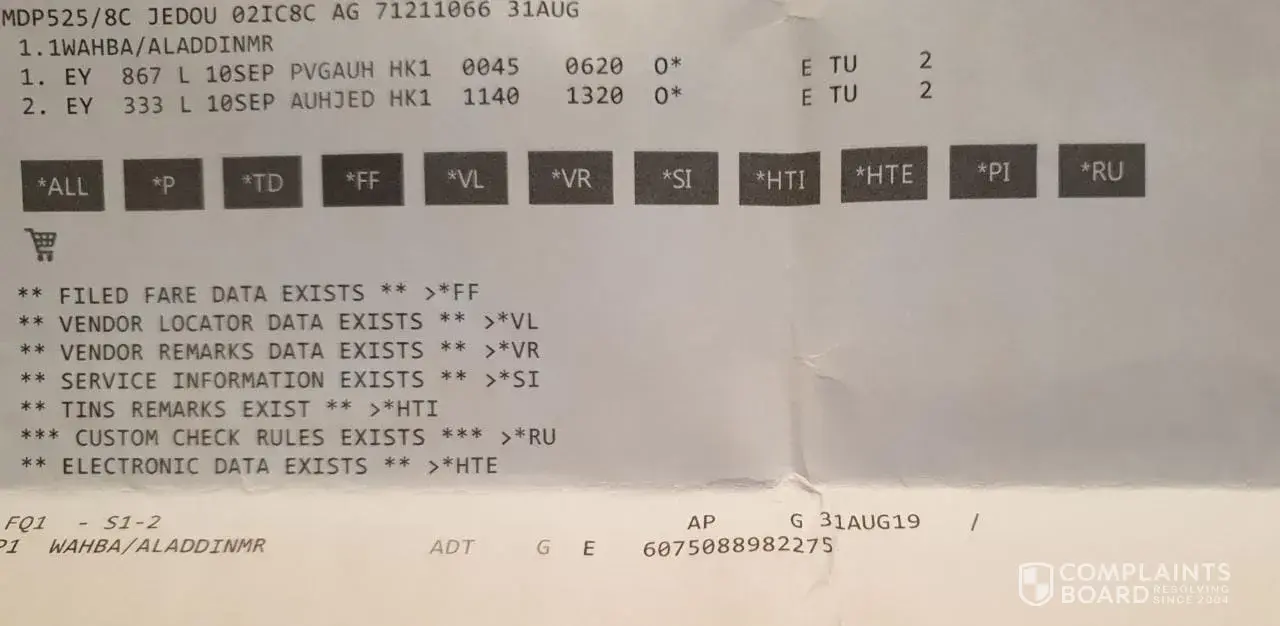 MDP525/8C JEDOU 02IC8C AG 71211066 31AUG
1.1WAHBA/ALADDINMR
1. EY 867 L 10SEP PVGAUH HK1 0045 0620 O* E TU 2
2. EY 333 L 10SEP AUHJED HK1 1140 1320 O* E TU 2
*ALL *P *TD *FF *VL *VR *SI *HTI *HTE *PI *RU
** FILED FARE DATA EXISTS ** >*FF
** VENDOR LOCATOR DATA EXISTS ** >*VL
** VENDOR REMARKS DATA EXISTS ** >*VR
** SERVICE INFORMATION EXISTS ** >*SI
** TINS REMARKS EXIST ** >*HTI
*** CUSTOM CHECK RULES EXISTS *** >*RU
** ELECTRONIC DATA EXISTS ** >*HTE
FQ1 - S1-2 AP G 31AUG19 /
P1 WAHBA/ALADDINMR ADT G E 6075088982275
COMPLAINTS
BOARD RESOLVING SINCE 2004